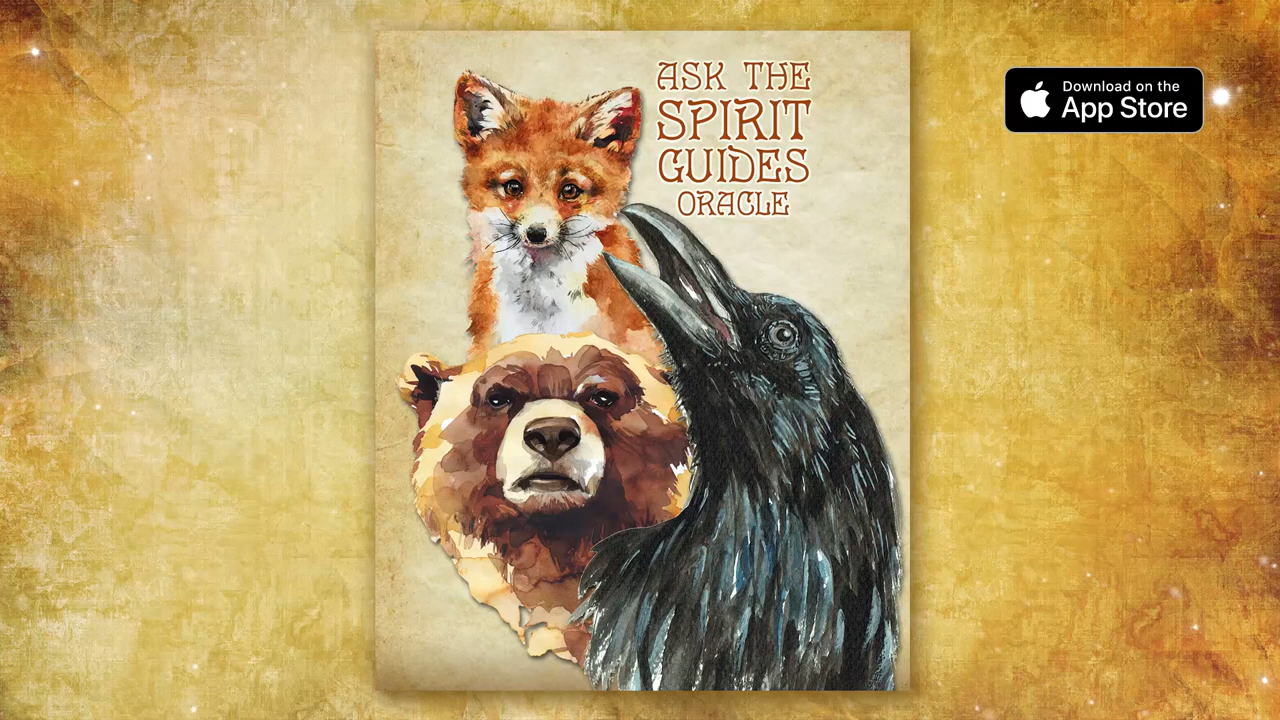 ASK THE
SPIRIT
GUIDES
ORACLE
Download on the
App Store